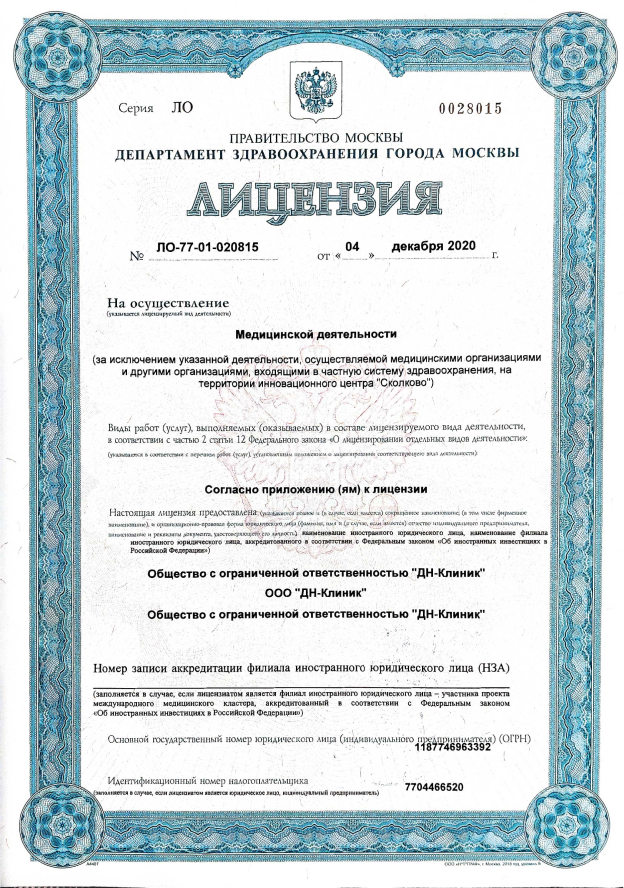 Серия ЛО
0028015
ПРАВИТЕЛЬСТВО МОСКВЫ
ДЕПАРТАМЕНТ ЗДРАВООХРАНЕНИЯ ГОРОДА МОСКВЫ
ЛИЦЕНЗИЯ
№ ЛО-77-01-020815 от « 04 » декабря 2020 г.
На осуществление
(указывается лицензируемый вид деятельности)
Медицинской деятельности
(за исключением указанной деятельности, осуществляемой медицинскими организациями
и другими организациями, входящими в частную систему здравоохранения, на
территории инновационного центра "Сколково")
Виды работ (услуг), выполняемых (оказываемых) в составе лицензируемого вида деятельности,
в соответствии с частью 2 статьи 12 Федерального закона «О лицензировании отдельных видов деятельности»:
(указываются в соответствии с перечнем работ (услуг), установленным положением о лицензировании соответствующего вида деятельности)
Согласно приложению (ям) к лицензии
Настоящая лицензия предоставлена (указывается полное и (в случае, если имеется) сокращённое наименование, (в том числе фирменное
наименование), и организационно-правовая форма юридического лица (фамилия, имя и (в случае, если имеется) отчество индивидуального предпринимателя,
наименование и реквизиты документа, удостоверяющего его личность), наименование иностранного юридического лица, наименование филиала
иностранного юридического лица, аккредитованного в соответствии с Федеральным законом «Об иностранных инвестициях в
Российской Федерации»)
Общество с ограниченной ответственностью "ДН-Клиник"
ООО "ДН-Клиник"
Общество с ограниченной ответственностью "ДН-Клиник"
Номер записи аккредитации филиала иностранного юридического лица (НЗА)
(заполняется в случае, если лицензиатом является филиал иностранного юридического лица – участника проекта
международного медицинского кластера, аккредитованный в соответствии с Федеральным законом
«Об иностранных инвестициях в Российской Федерации»)
Основной государственный номер юридического лица (индивидуального предпринимателя) (ОГРН)
1187746963392
Идентификационный номер налогоплательщика
7704466520
(заполняется в случае, если лицензиатом является юридическое лицо, индивидуальный предприниматель)